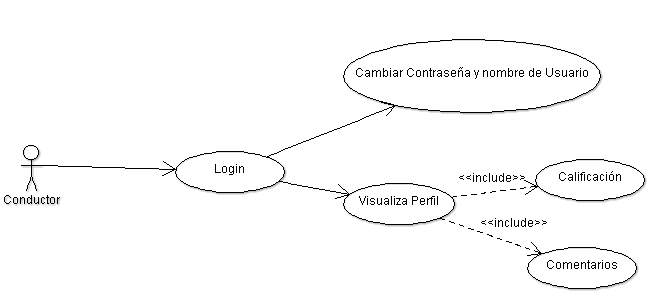 Cambiar Contraseña y nombre de Usuario
Login
Conductor
Visualiza Perfil
<<include>>
Calificación
<<include>>
Comentarios